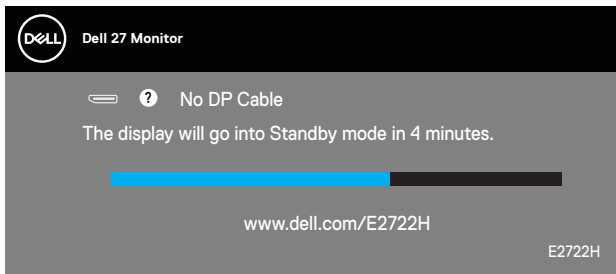 DELL
Dell 27 Monitor
? No DP Cable
The display will go into Standby mode in 4 minutes.
www.dell.com/E2722H
E2722H